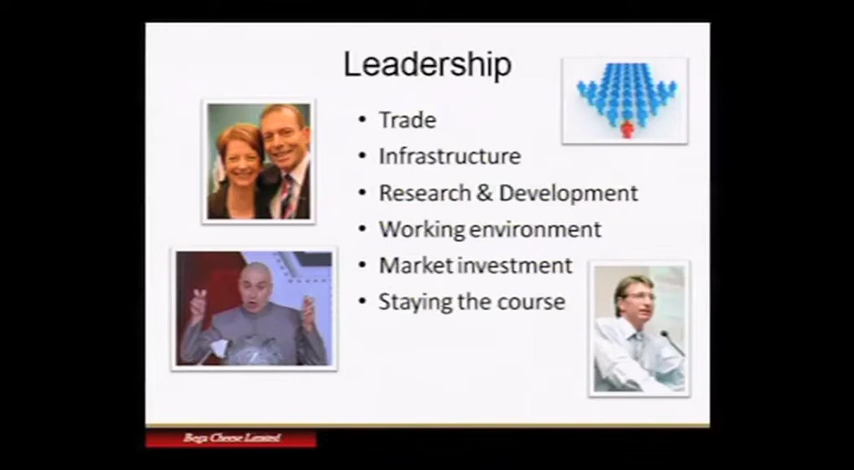 Leadership
• Trade
• Infrastructure
• Research & Development
• Working environment
• Market investment
• Staying the course
Bega Cheese Limited